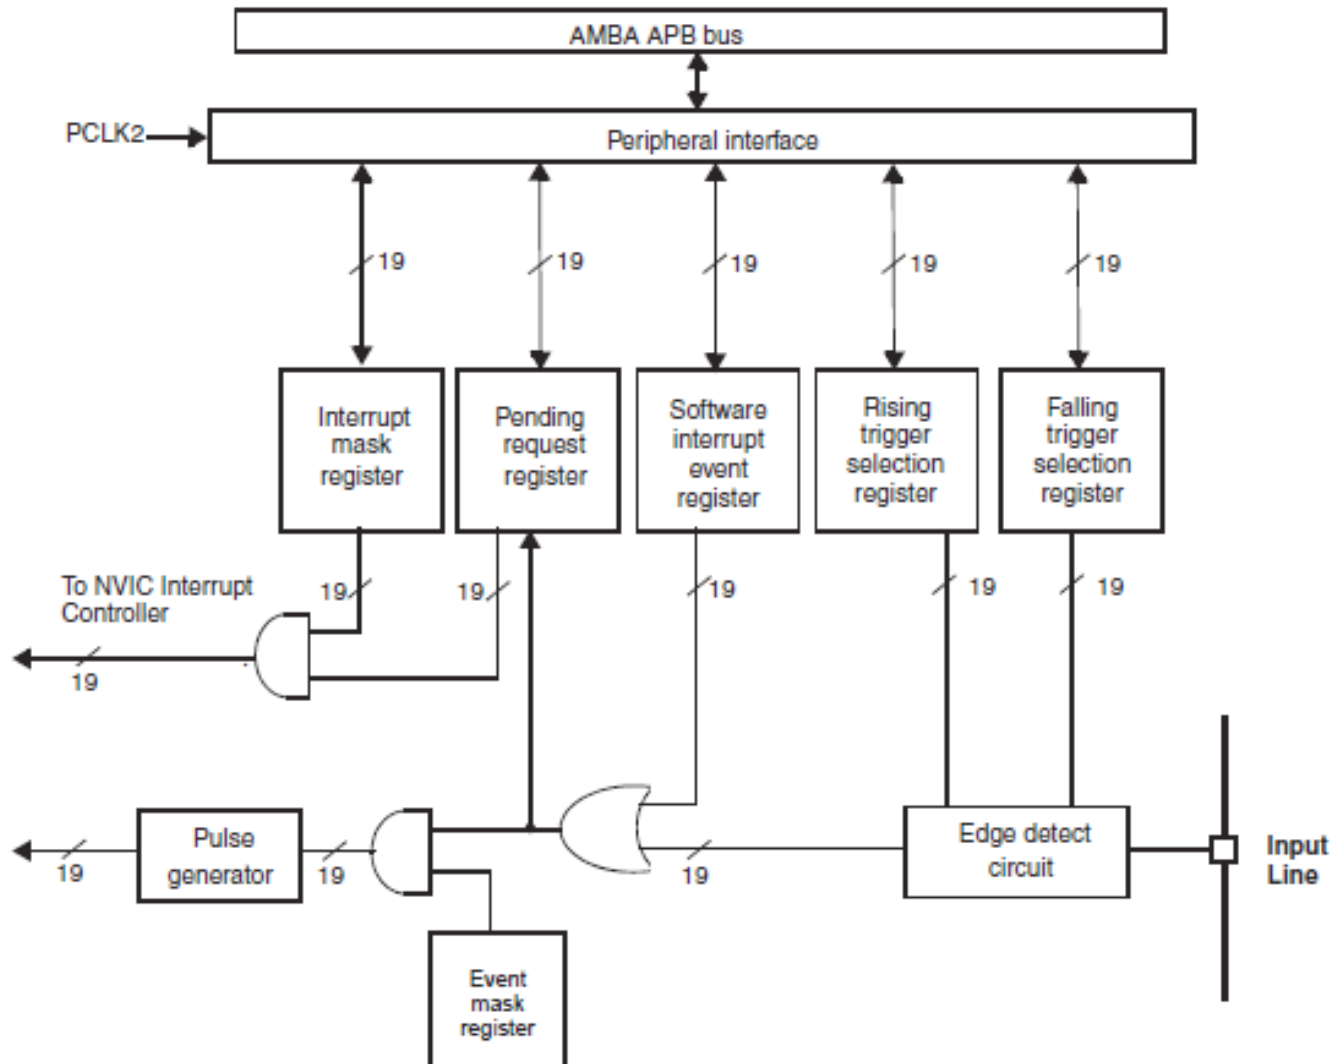 AMBA APB bus
PCLK2
Peripheral interface
19
19
19
19
19
Interrupt
mask
register
Pending
request
register
Software
interrupt
event
register
Rising
trigger
selection
register
Falling
trigger
selection
register
To NVIC Interrupt
Controller
19
19
19
19
19
19
Pulse
generator
19
19
19
Edge detect
circuit
Input
Line
Event
mask
register